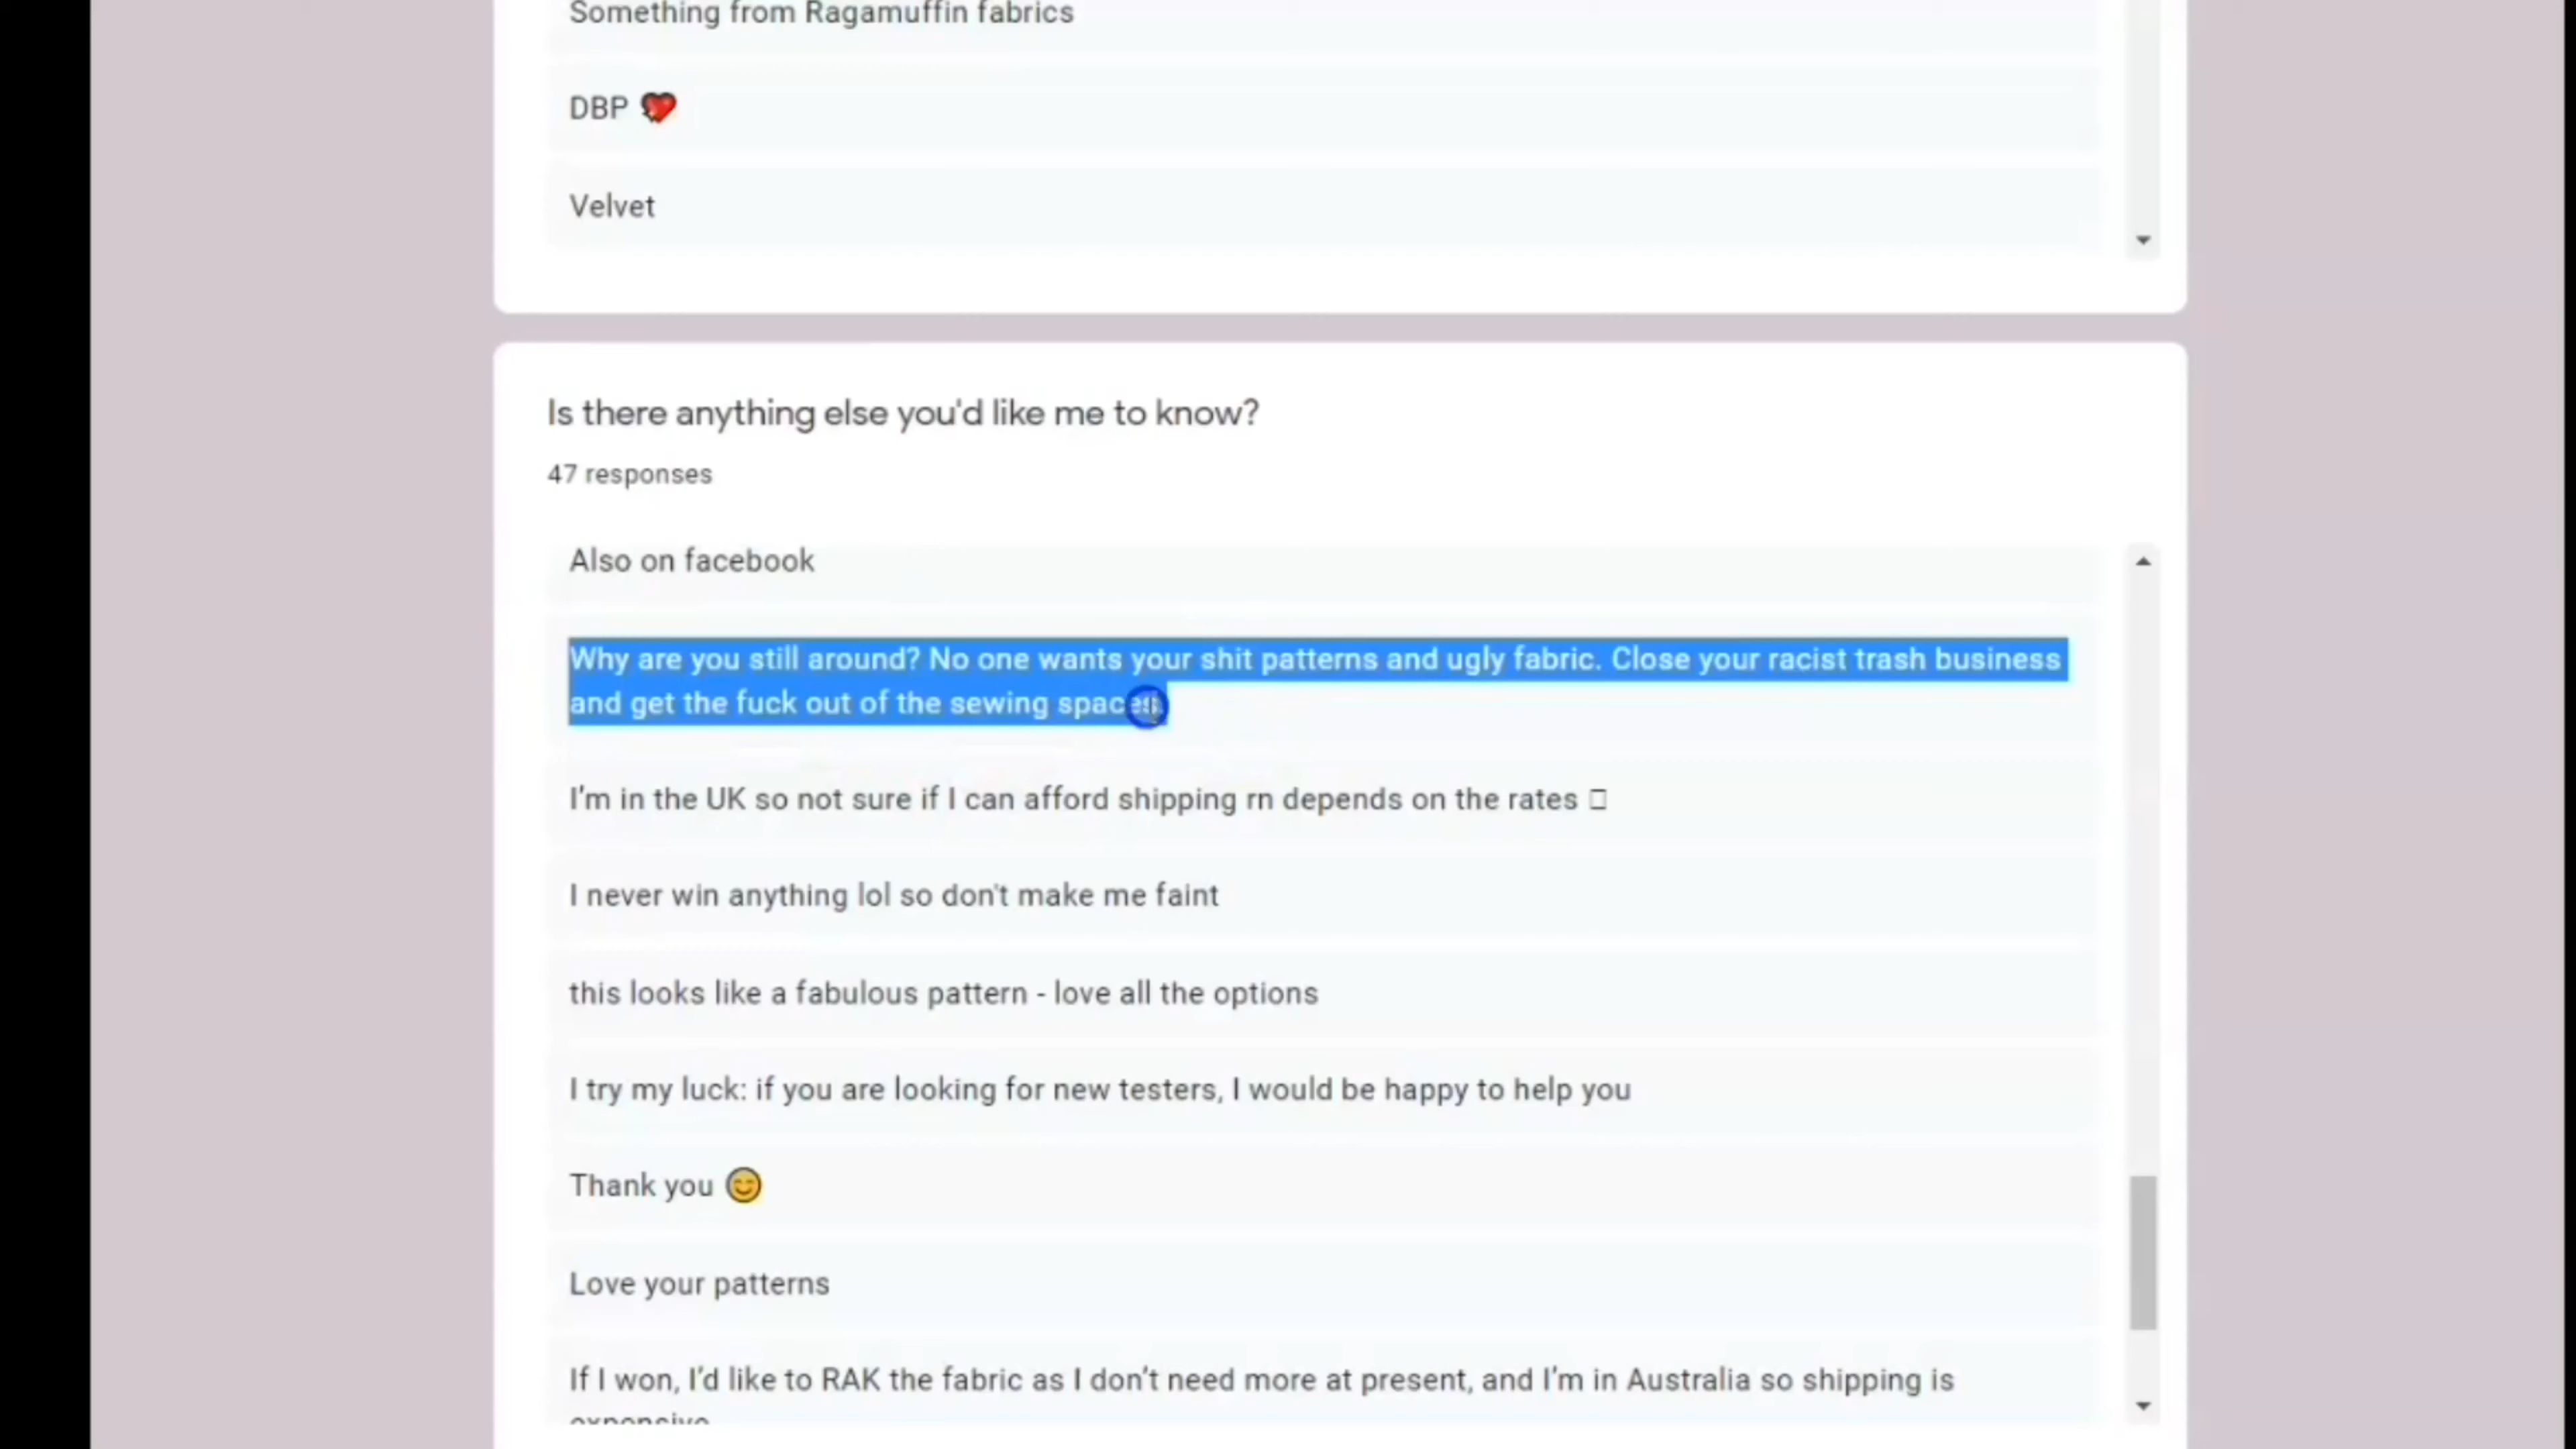 Something from Ragamuffin fabrics
DBP ❤️
Velvet
Is there anything else you'd like me to know?
47 responses
Also on facebook
Why are you still around? No one wants your shit patterns and ugly fabric. Close your racist trash business
and get the fuck out of the sewing spaces.
I'm in the UK so not sure if I can afford shipping rn depends on the rates
I never win anything lol so don't make me faint
this looks like a fabulous pattern - love all the options
I try my luck: if you are looking for new testers, I would be happy to help you
Thank you 😊
Love your patterns
If I won, I'd like to RAK the fabric as I don't need more at present, and I'm in Australia so shipping is
expensive